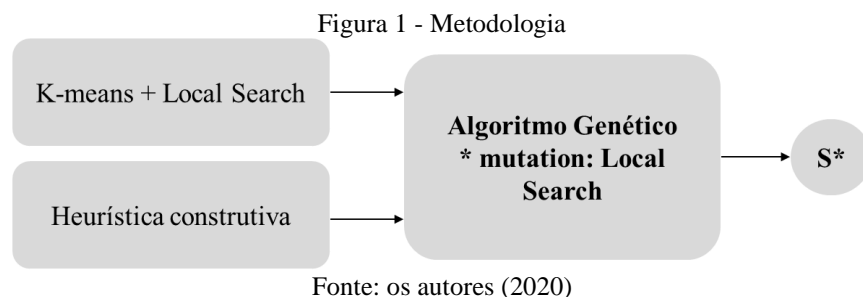 Figura 1 - Metodologia
K-means + Local Search
Heurística construtiva
Algoritmo Genético
* mutation: Local
Search
S*
Fonte: os autores (2020)